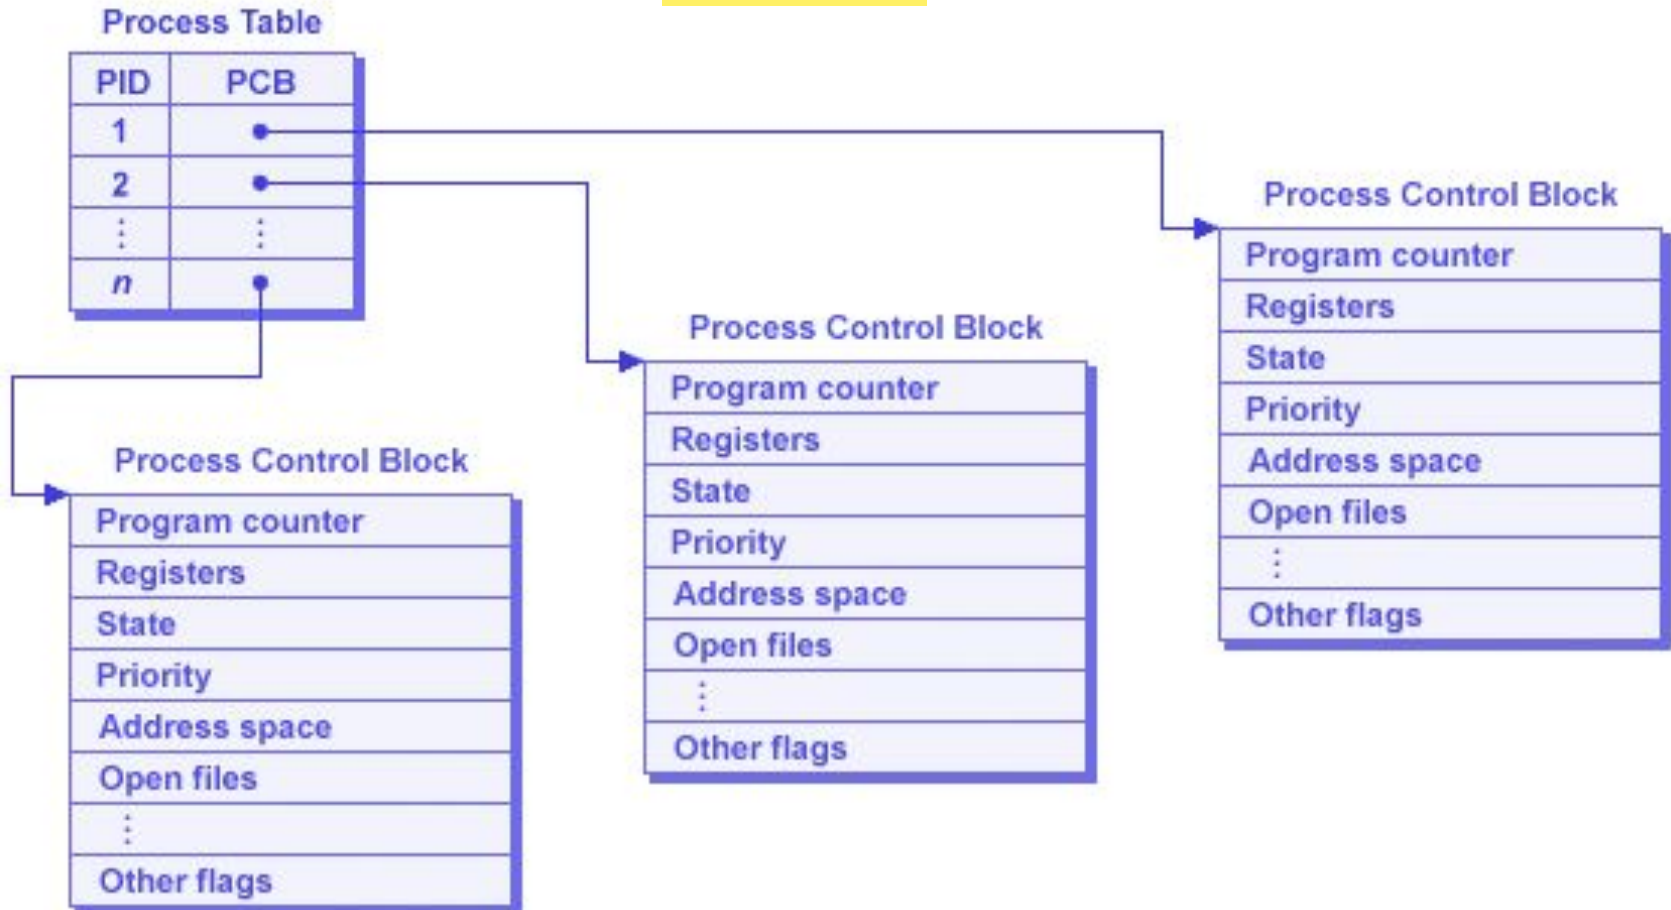 Process Table
PID PCB
1
2
⋮ ⋮
n
Process Control Block
Program counter
Registers
State
Priority
Address space
Open files
⋮
Other flags
Process Control Block
Program counter
Registers
State
Priority
Address space
Open files
⋮
Other flags
Process Control Block
Program counter
Registers
State
Priority
Address space
Open files
⋮
Other flags